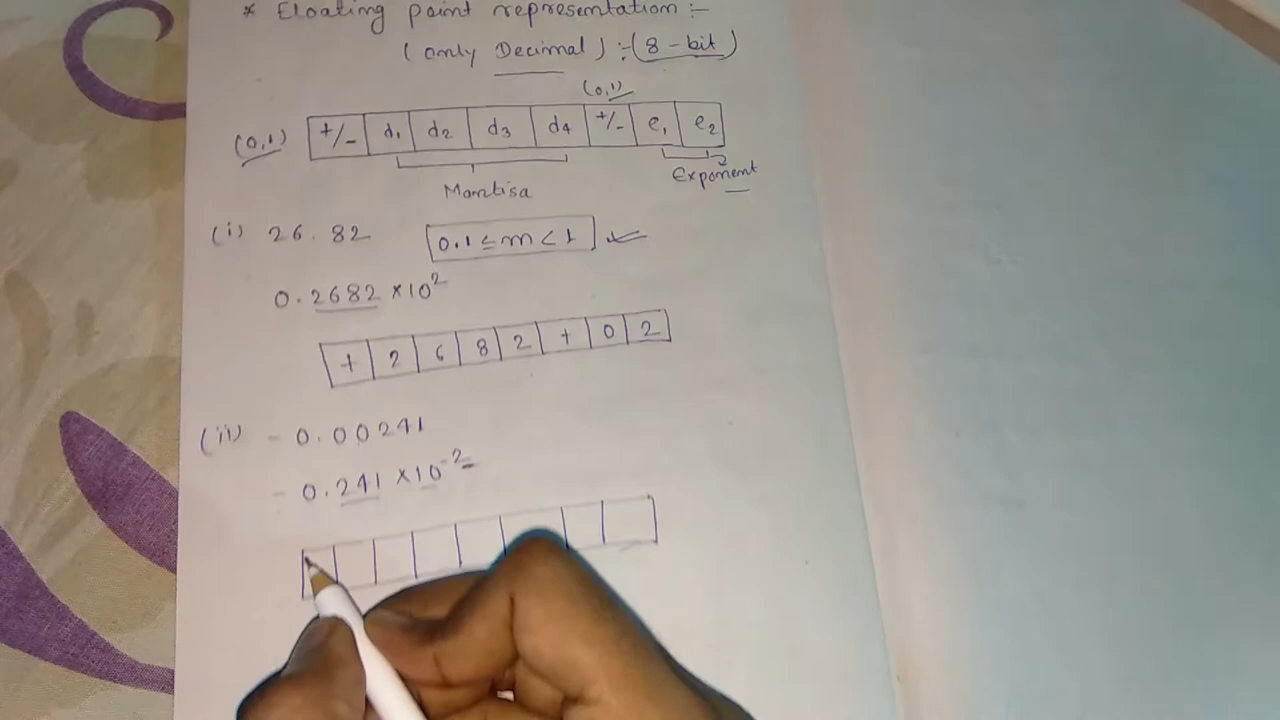 * Floating point representation :-
( only Decimal ) :- (8 - bit)
(0,1)
(0,1) +/- d1 d2 d3 d4 +/- e1 e2
Mantisa Exponent
(i) 26.82 0.1 ≤ m < 1
0.2682 × 10²
+ 2 6 8 2 + 0 2
(ii) - 0.00241
- 0.241 × 10⁻²